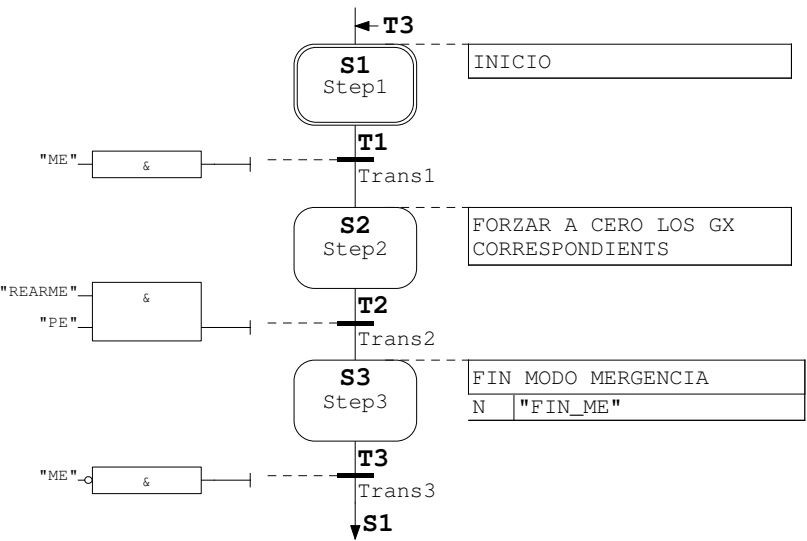 T3
S1
Step1
INICIO
"ME"
&
T1
Trans1
S2
Step2
FORZAR A CERO LOS GX
CORRESPONDIENTS
"REARME"
&
"PE"
T2
Trans2
S3
Step3
FIN MODO MERGENCIA
N "FIN_ME"
"ME"
&
T3
Trans3
S1